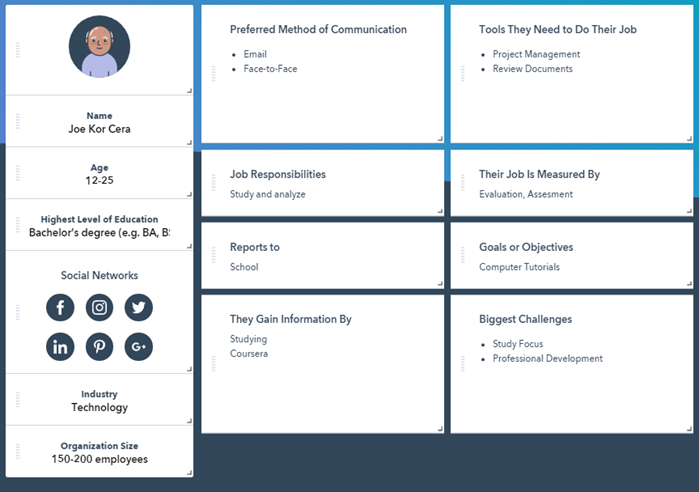 Name
Joe Kor Cera
Age
12-25
Highest Level of Education
Bachelor's degree (e.g. BA, BS
Social Networks
Industry
Technology
Organization Size
150-200 employees
Preferred Method of Communication
Email
Face-to-Face
Tools They Need to Do Their Job
Project Management
Review Documents
Job Responsibilities
Study and analyze
Their Job Is Measured By
Evaluation, Assesment
Reports to
School
Goals or Objectives
Computer Tutorials
They Gain Information By
Studying
Coursera
Biggest Challenges
Study Focus
Professional Development